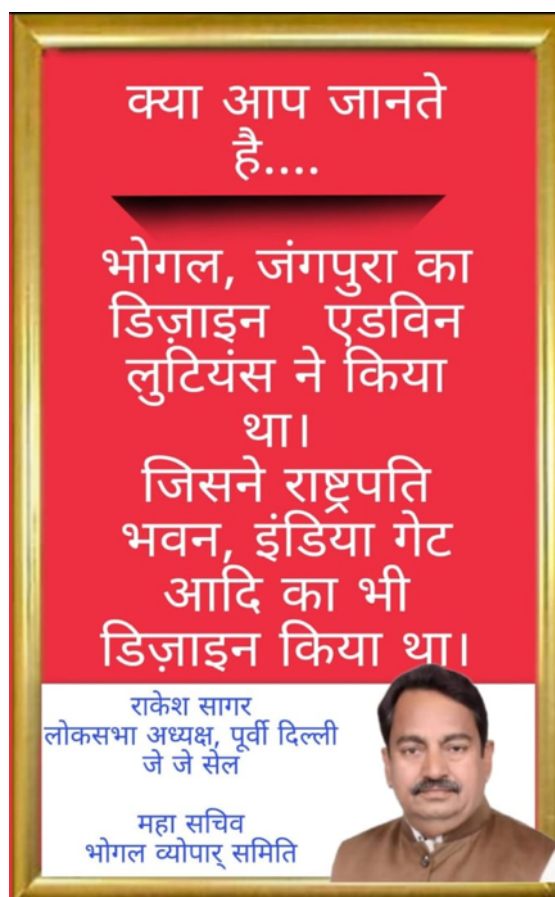 क्या आप जानते
है....
भोगल, जंगपुरा का
डिज़ाइन एडविन
लुटियंस ने किया
था।
जिसने राष्ट्रपति
भवन, इंडिया गेट
आदि का भी
डिज़ाइन किया था।
राकेश सागर
लोकसभा अध्यक्ष, पूर्वी दिल्ली
जे जे सेल
महा सचिव
भोगल व्योपार् समिति